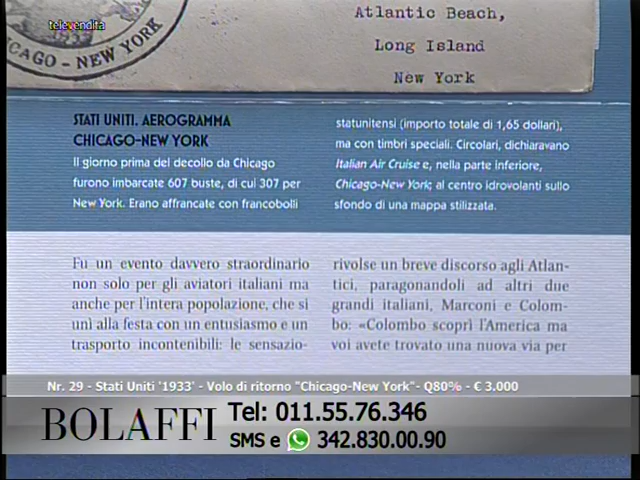 televendita
CHICAGO - NEW YORK
Atlantic Beach,
Long Island
New York
STATI UNITI. AEROGRAMMA
CHICAGO-NEW YORK
Il giorno prima del decollo da Chicago
furono imbarcate 607 buste, di cui 307 per
New York. Erano affrancate con francobolli
statunitensi (importo totale di 1,65 dollari),
ma con timbri speciali. Circolari, dichiaravano
Italian Air Cruise e, nella parte inferiore,
Chicago-New York; al centro idrovolanti sullo
sfondo di una mappa stilizzata.
Fu un evento davvero straordinario
non solo per gli aviatori italiani ma
anche per l'intera popolazione, che si
unì alla festa con un entusiasmo e un
trasporto incontenibili: le sensazio-
rivolse un breve discorso agli Atlan-
tici, paragonandoli ad altri due
grandi italiani, Marconi e Colom-
bo: «Colombo scoprì l'America ma
voi avete trovato una nuova via per
Nr. 29 - Stati Uniti '1933' - Volo di ritorno "Chicago-New York"- Q80% - € 3.000
BOLAFFI
Tel: 011.55.76.346
SMS e 342.830.00.90